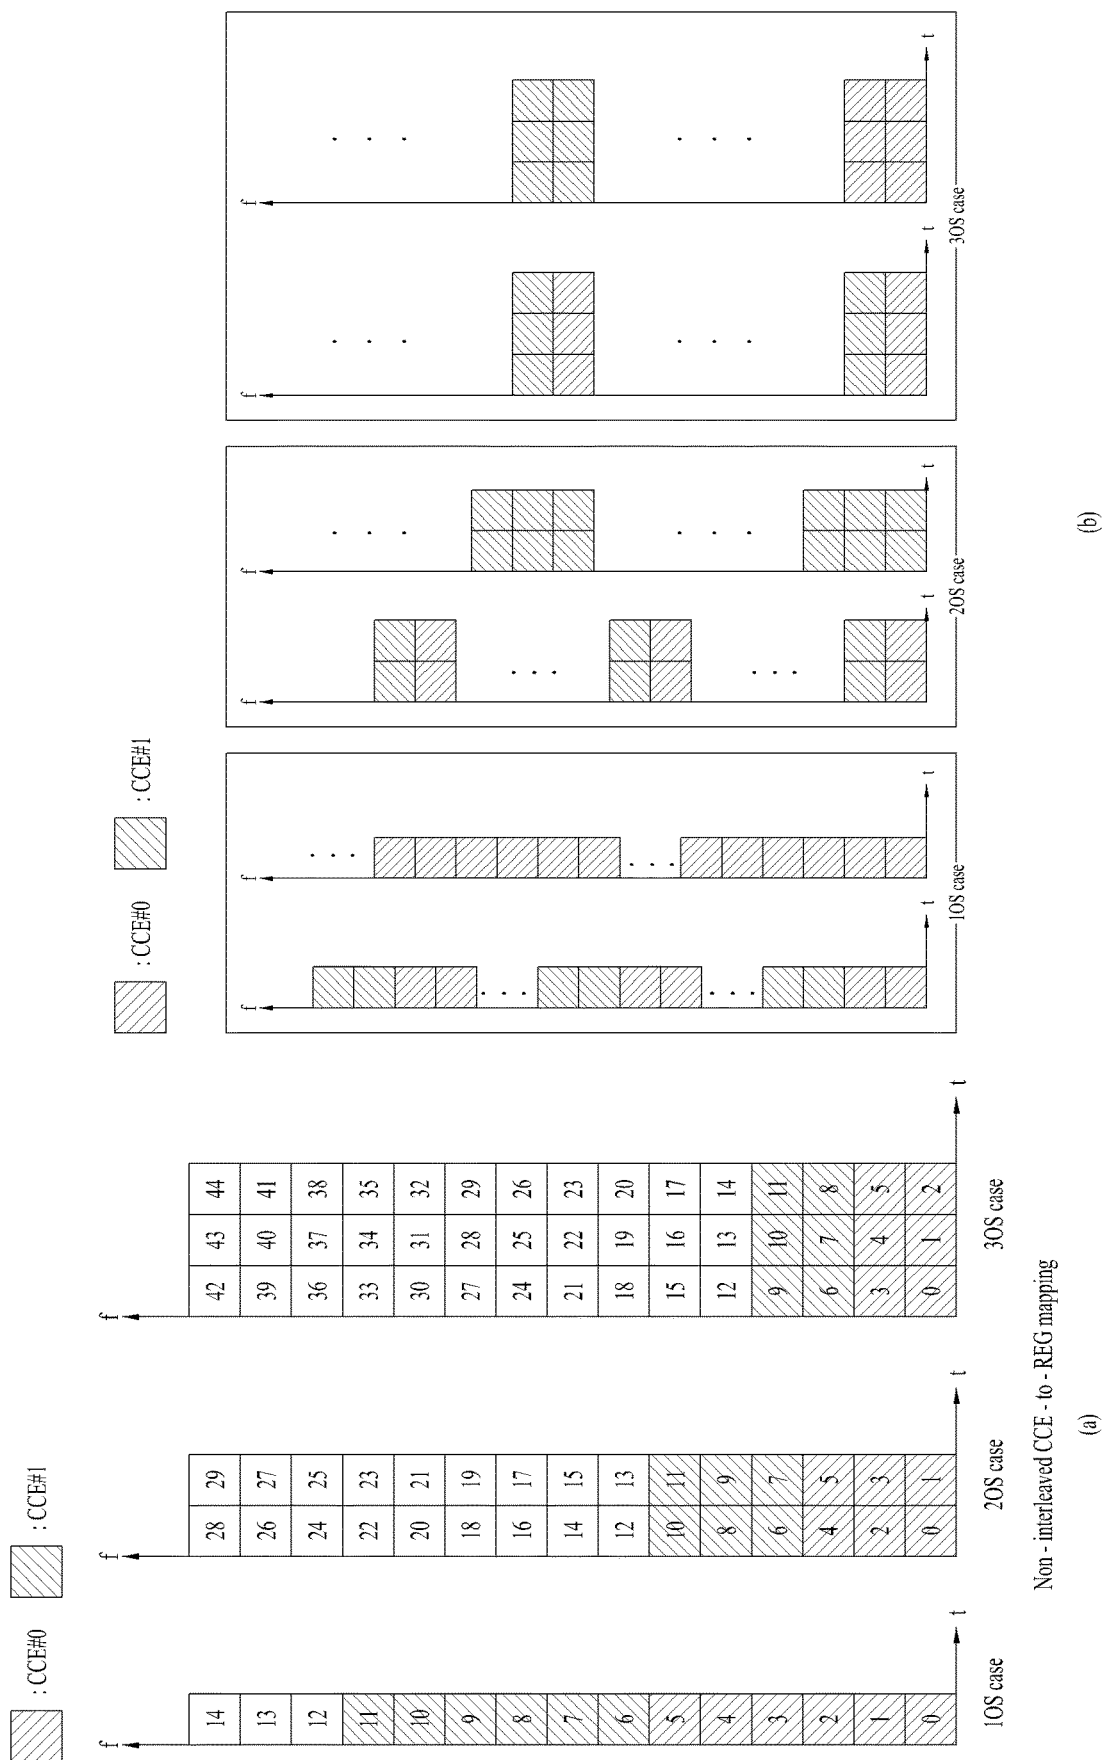 : CCE#0
: CCE#1
f
14
13
12
11
10
9
8
7
6
5
4
3
2
1
0
t
1OS case
f
28 29
26 27
24 25
22 23
20 21
18 19
16 17
14 15
12 13
10 11
8 9
6 7
4 5
2 3
0 1
t
2OS case
f
42 43 44
39 40 41
36 37 38
33 34 35
30 31 32
27 28 29
24 25 26
21 22 23
18 19 20
15 16 17
12 13 14
9 10 11
6 7 8
3 4 5
0 1 2
t
3OS case
Non - interleaved CCE - to - REG mapping
(a)
: CCE#0
: CCE#1
f
t
f
t
1OS case
f
t
f
t
2OS case
f
t
f
t
3OS case
(b)